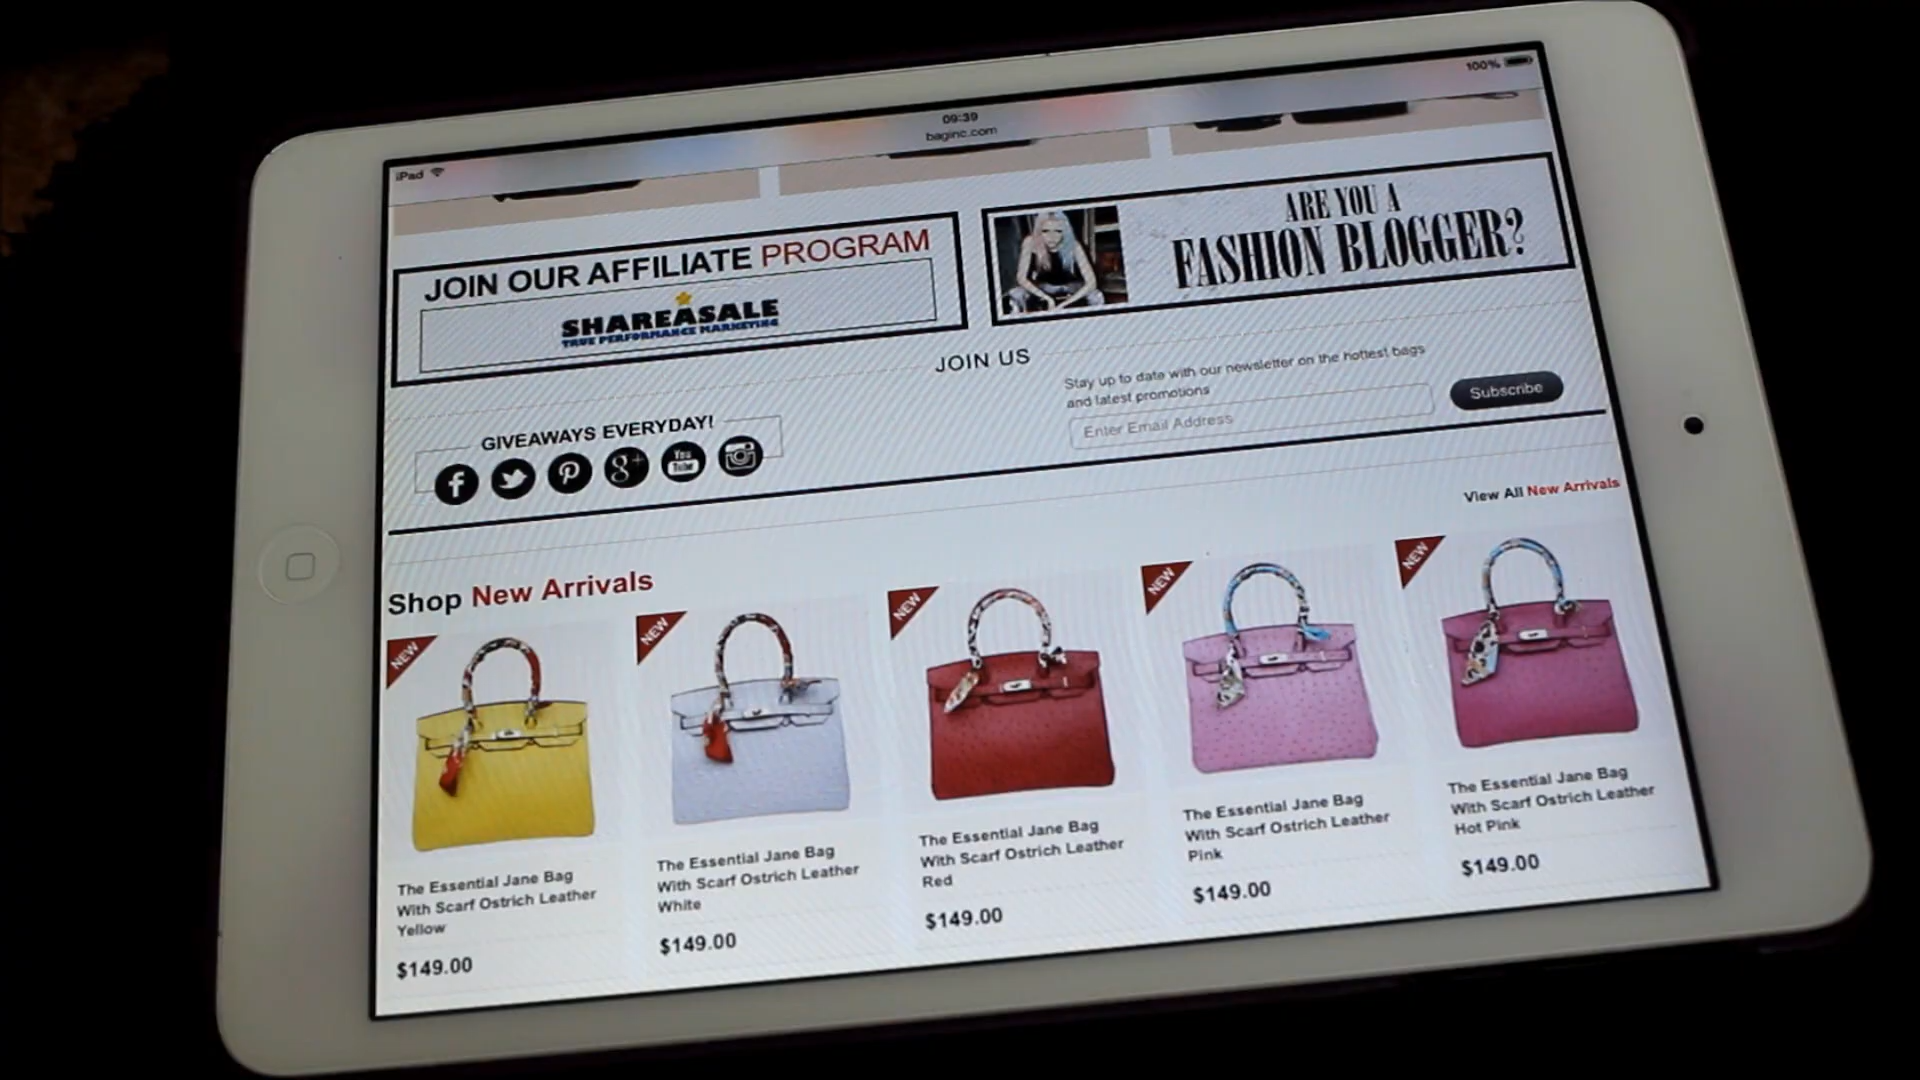 iPad
09:39
100%
baginc.com
JOIN OUR AFFILIATE PROGRAM
SHAREASALE
TRUE PERFORMANCE MARKETING
ARE YOU A
FASHION BLOGGER?
JOIN US
GIVEAWAYS EVERYDAY!
f
g+
You
Tube
Stay up to date with our newsletter on the hottest bags
and latest promotions
Enter Email Address
Subscribe
View All New Arrivals
Shop New Arrivals
NEW
The Essential Jane Bag
With Scarf Ostrich Leather
Yellow
$149.00
NEW
The Essential Jane Bag
With Scarf Ostrich Leather
White
$149.00
NEW
The Essential Jane Bag
With Scarf Ostrich Leather
Red
$149.00
NEW
The Essential Jane Bag
With Scarf Ostrich Leather
Pink
$149.00
NEW
The Essential Jane Bag
With Scarf Ostrich Leather
Hot Pink
$149.00